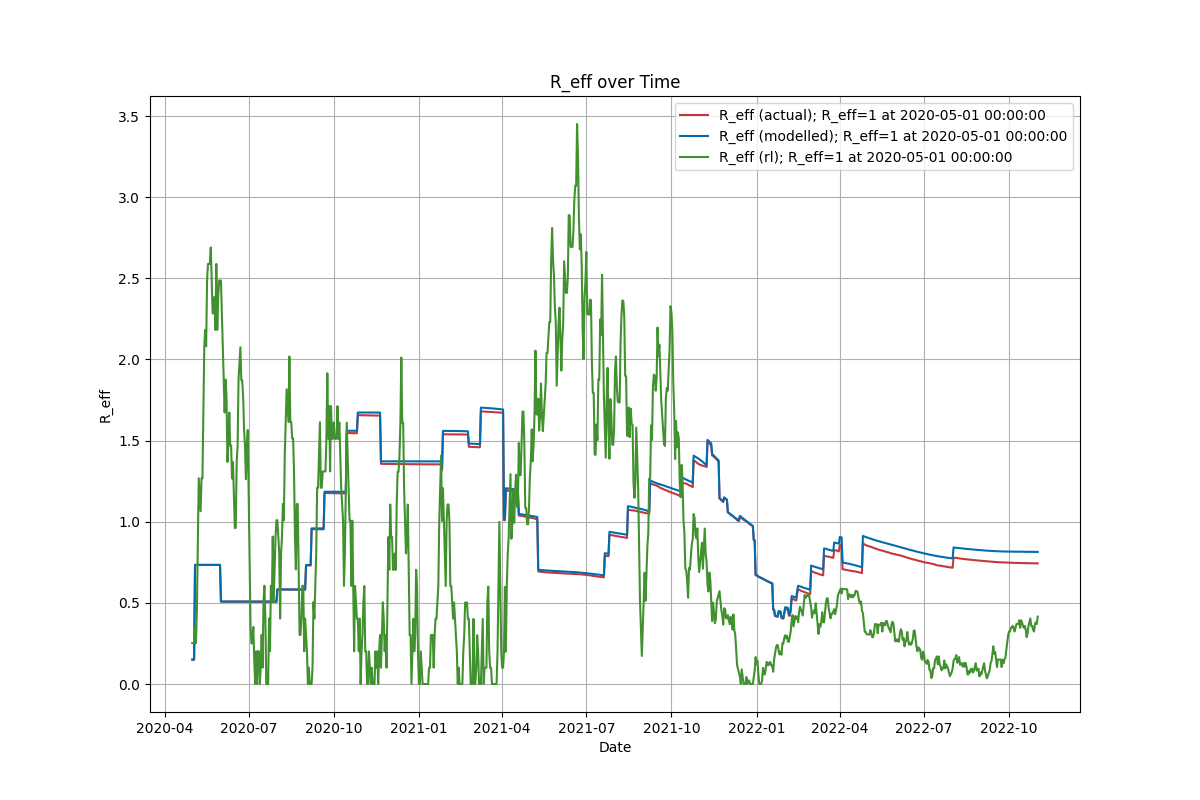 R_eff over Time
R_eff (actual); R_eff=1 at 2020-05-01 00:00:00
R_eff (modelled); R_eff=1 at 2020-05-01 00:00:00
R_eff (rl); R_eff=1 at 2020-05-01 00:00:00
3.5
3.0
2.5
2.0
1.5
1.0
0.5
0.0
R_eff
2020-04 2020-07 2020-10 2021-01 2021-04 2021-07 2021-10 2022-01 2022-04 2022-07 2022-10
Date